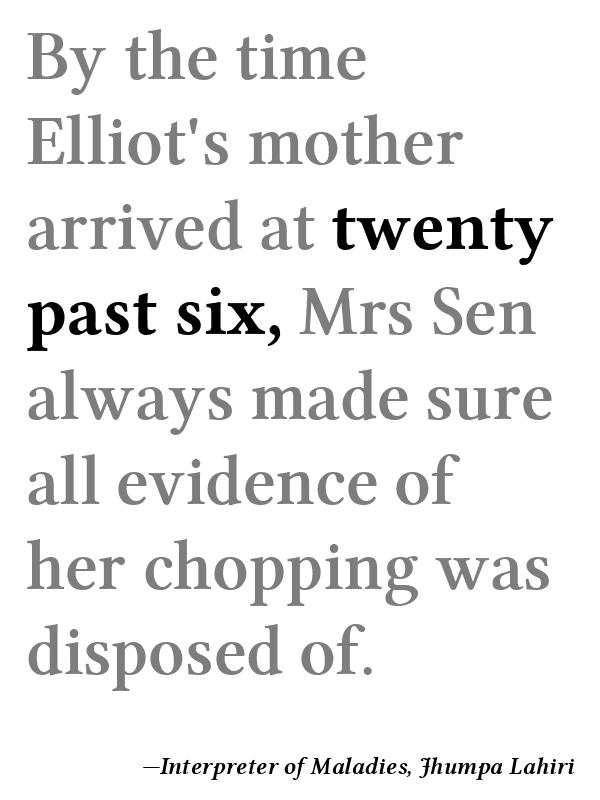 By the time
Elliot's mother
arrived at twenty
past six, Mrs Sen
always made sure
all evidence of
her chopping was
disposed of.
—Interpreter of Maladies, Jhumpa Lahiri